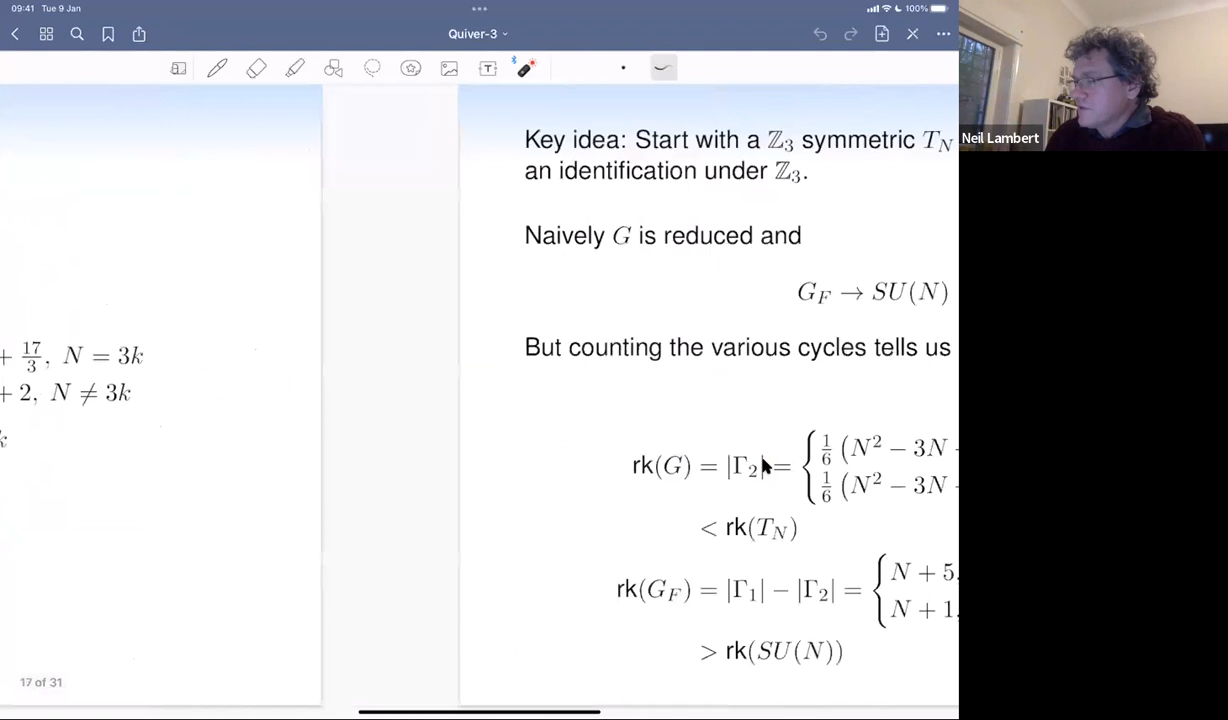 09:41 Tue 9 Jan
100%
Quiver-3
Neil Lambert
+ 17/3, N = 3k
+ 2, N ≠ 3k
17 of 31
Key idea: Start with a ℤ₃ symmetric T_N
an identification under ℤ₃.
Naively G is reduced and
G_F → SU(N)
But counting the various cycles tells us
rk(G) = |Γ₂| = { 1/6 (N² − 3N
1/6 (N² − 3N
< rk(T_N)
rk(G_F) = |Γ₁| − |Γ₂| = { N + 5
N + 1,
> rk(SU(N))